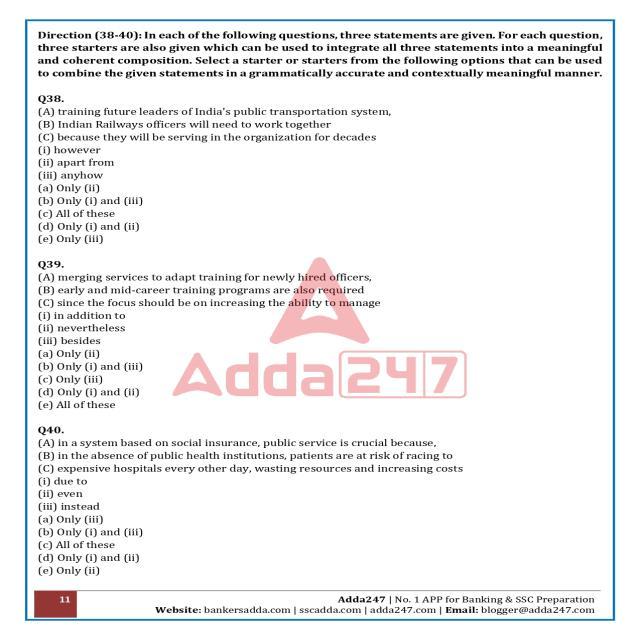 Direction (38-40): In each of the following questions, three statements are given. For each question,
three starters are also given which can be used to integrate all three statements into a meaningful
and coherent composition. Select a starter or starters from the following options that can be used
to combine the given statements in a grammatically accurate and contextually meaningful manner.
Q38.
(A) training future leaders of India's public transportation system,
(B) Indian Railways officers will need to work together
(C) because they will be serving in the organization for decades
(i) however
(ii) apart from
(iii) anyhow
(a) Only (ii)
(b) Only (i) and (iii)
(c) All of these
(d) Only (i) and (ii)
(e) Only (iii)
Q39.
(A) merging services to adapt training for newly hired officers,
(B) early and mid-career training programs are also required
(C) since the focus should be on increasing the ability to manage
(i) in addition to
(ii) nevertheless
(iii) besides
(a) Only (ii)
(b) Only (i) and (iii)
(c) Only (iii)
(d) Only (i) and (ii)
(e) All of these
Adda247
Q40.
(A) in a system based on social insurance, public service is crucial because,
(B) in the absence of public health institutions, patients are at risk of racing to
(C) expensive hospitals every other day, wasting resources and increasing costs
(i) due to
(ii) even
(iii) instead
(a) Only (iii)
(b) Only (i) and (iii)
(c) All of these
(d) Only (i) and (ii)
(e) Only (ii)
11
Adda247 | No. 1 APP for Banking & SSC Preparation
Website: bankersadda.com | sscadda.com | adda247.com | Email: blogger@adda247.com